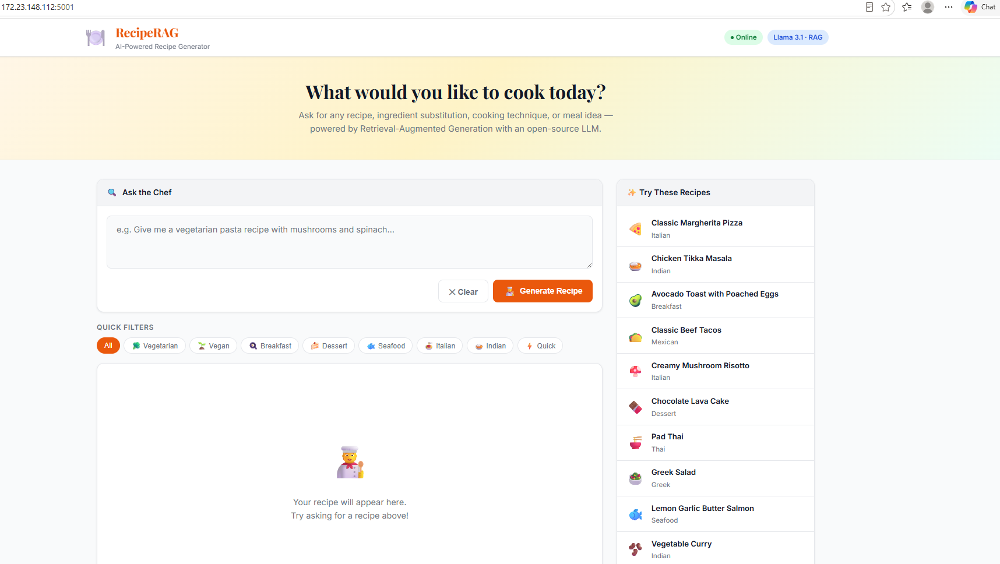 172.23.148.112:5001
Chat
RecipeRAG
AI-Powered Recipe Generator
● Online
Llama 3.1 · RAG
What would you like to cook today?
Ask for any recipe, ingredient substitution, cooking technique, or meal idea —
powered by Retrieval-Augmented Generation with an open-source LLM.
Ask the Chef
e.g. Give me a vegetarian pasta recipe with mushrooms and spinach...
✕ Clear
Generate Recipe
QUICK FILTERS
All
Vegetarian
Vegan
Breakfast
Dessert
Seafood
Italian
Indian
Quick
Your recipe will appear here.
Try asking for a recipe above!
Try These Recipes
Classic Margherita Pizza
Italian
Chicken Tikka Masala
Indian
Avocado Toast with Poached Eggs
Breakfast
Classic Beef Tacos
Mexican
Creamy Mushroom Risotto
Italian
Chocolate Lava Cake
Dessert
Pad Thai
Thai
Greek Salad
Greek
Lemon Garlic Butter Salmon
Seafood
Vegetable Curry
Indian